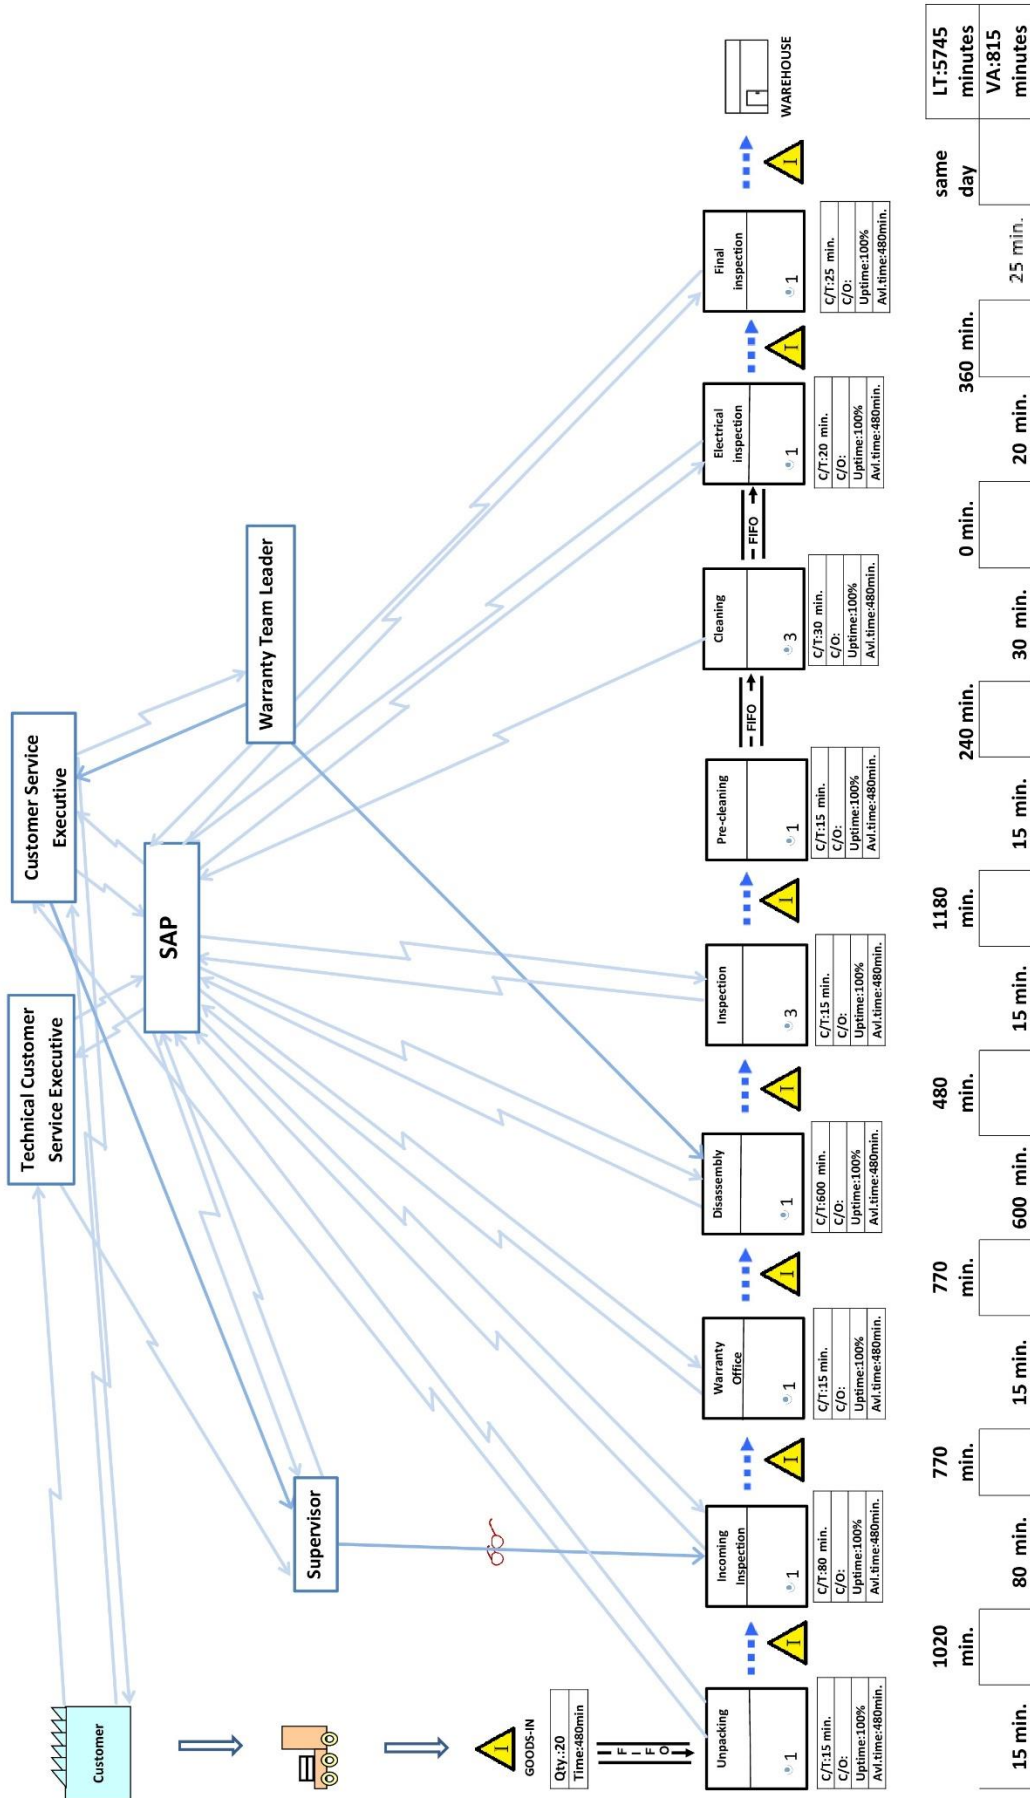 Customer
Technical Customer
Service Executive
Customer Service
Executive
SAP
Supervisor
Warranty Team Leader
I
GOODS-IN
Qty.:20
Time:480min
FIFO
Unpacking
1
C/T:15 min.
C/O:
Uptime:100%
Avl.time:480min.
I
Incoming
Inspection
1
C/T:80 min.
C/O:
Uptime:100%
Avl.time:480min.
I
Warranty
Office
1
C/T:15 min.
C/O:
Uptime:100%
Avl.time:480min.
I
Disassembly
1
C/T:600 min.
C/O:
Uptime:100%
Avl.time:480min.
I
Inspection
3
C/T:15 min.
C/O:
Uptime:100%
Avl.time:480min.
I
Pre-cleaning
1
C/T:15 min.
C/O:
Uptime:100%
Avl.time:480min.
FIFO
Cleaning
3
C/T:30 min.
C/O:
Uptime:100%
Avl.time:480min.
FIFO
Electrical
inspection
1
C/T:20 min.
C/O:
Uptime:100%
Avl.time:480min.
I
Final
inspection
1
C/T:25 min.
C/O:
Uptime:100%
Avl.time:480min.
I
WAREHOUSE
15 min.
1020
min.
80 min.
770
min.
15 min.
770
min.
600 min.
480
min.
15 min.
1180
min.
15 min.
240 min.
30 min.
0 min.
20 min.
360 min.
25 min.
same
day
LT:5745
minutes
VA:815
minutes